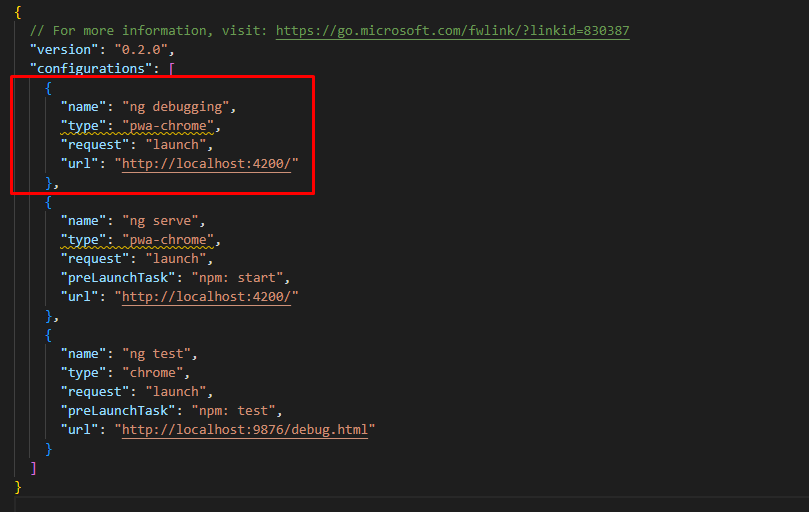 {
// For more information, visit: https://go.microsoft.com/fwlink/?linkid=830387
"version": "0.2.0",
"configurations": [
{
"name": "ng debugging",
"type": "pwa-chrome",
"request": "launch",
"url": "http://localhost:4200/"
},
{
"name": "ng serve",
"type": "pwa-chrome",
"request": "launch",
"preLaunchTask": "npm: start",
"url": "http://localhost:4200/"
},
{
"name": "ng test",
"type": "chrome",
"request": "launch",
"preLaunchTask": "npm: test",
"url": "http://localhost:9876/debug.html"
}
]
}